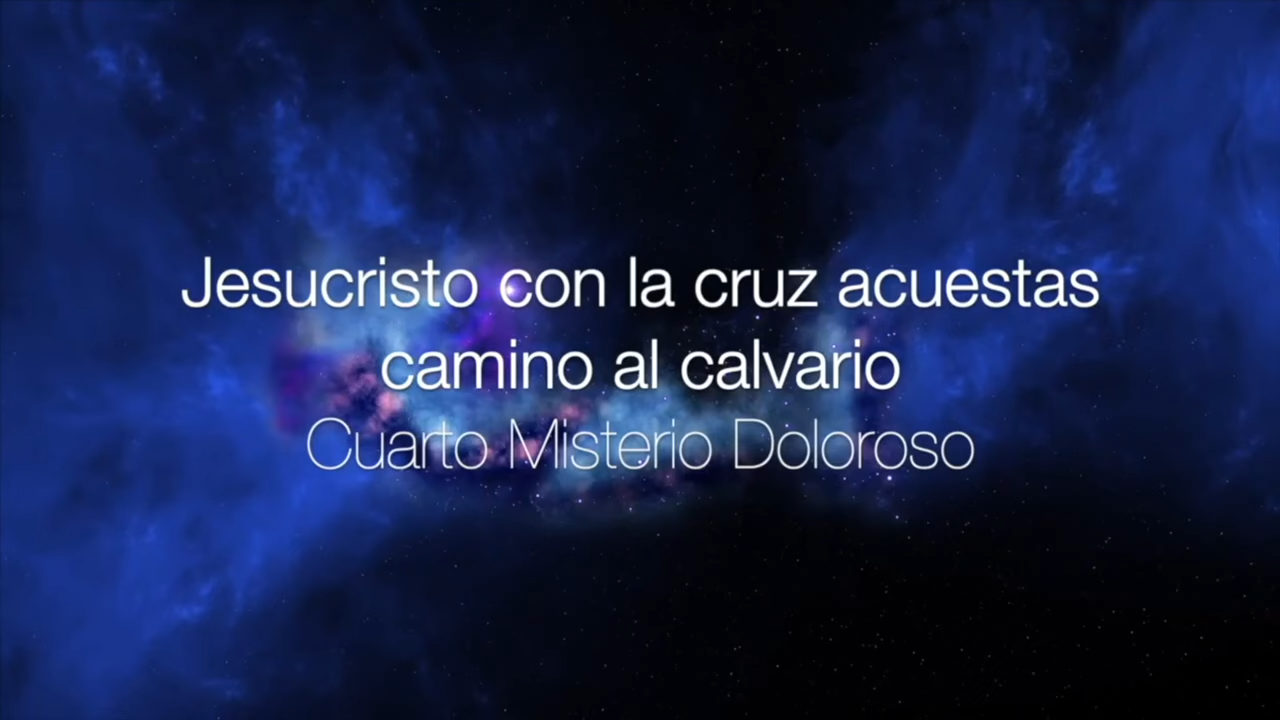 Jesucristo con la cruz acuestas
camino al calvario
Cuarto Misterio Doloroso